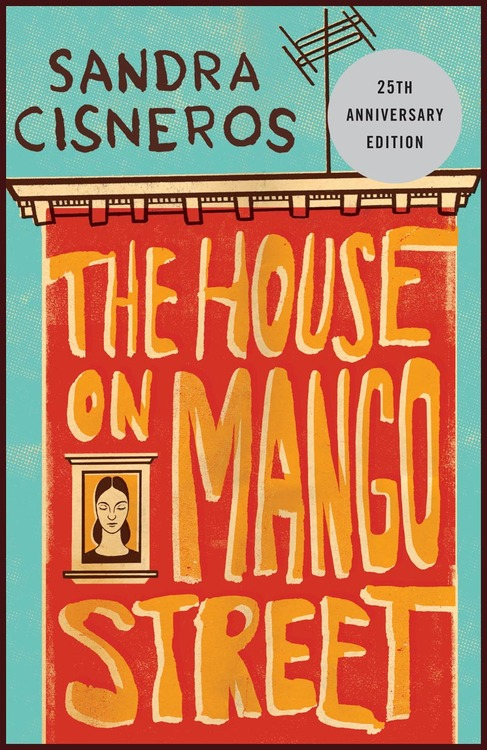 SANDRA
CISNEROS
25TH
ANNIVERSARY
EDITION
THE HOUSE
ON MANGO
STREET